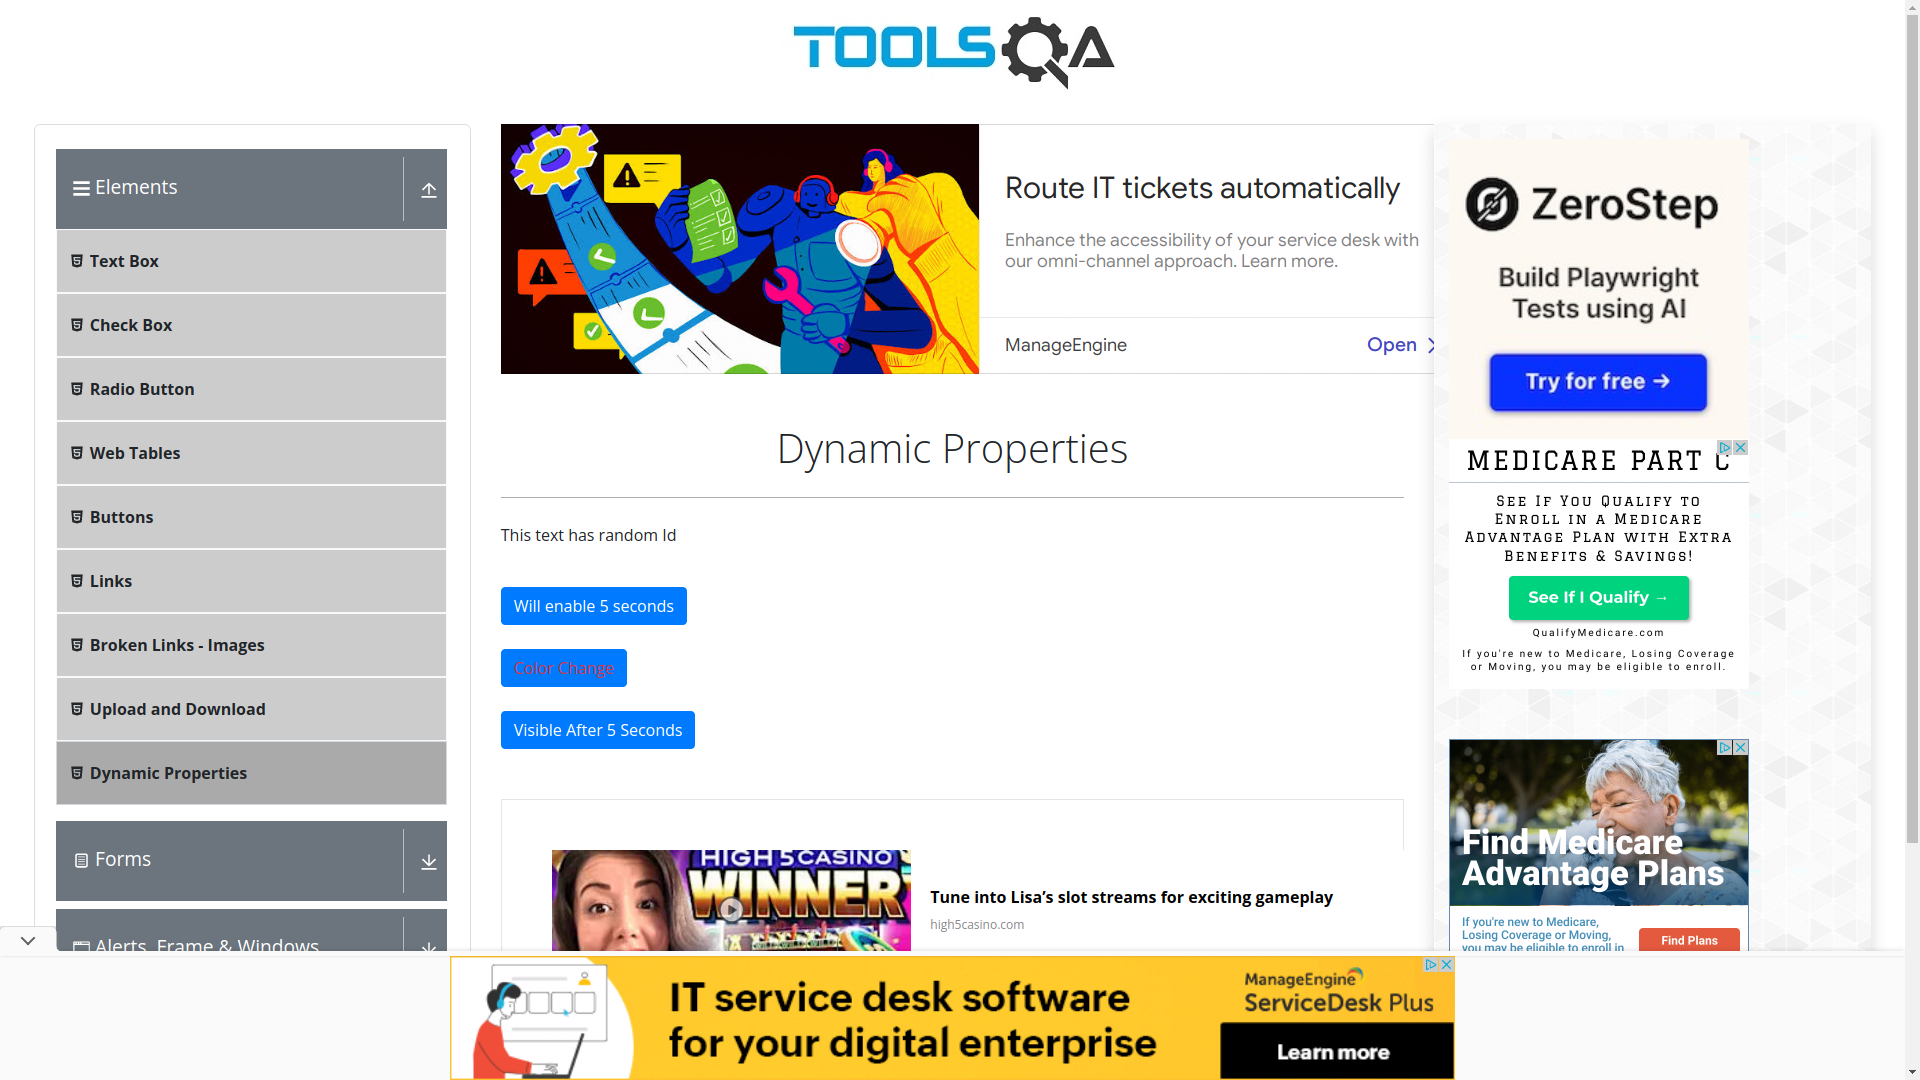 TOOLSQA
Elements
Text Box
Check Box
Radio Button
Web Tables
Buttons
Links
Broken Links - Images
Upload and Download
Dynamic Properties
Forms
Alerts, Frame & Windows
Route IT tickets automatically
Enhance the accessibility of your service desk with
our omni-channel approach. Learn more.
ManageEngine
Open
Dynamic Properties
This text has random Id
Will enable 5 seconds
Color Change
Visible After 5 Seconds
HIGH 5 CASINO
WINNER
Tune into Lisa’s slot streams for exciting gameplay
high5casino.com
ZeroStep
Build Playwright
Tests using AI
Try for free →
MEDICARE PART C
See If You Qualify to
Enroll in a Medicare
Advantage Plan with Extra
Benefits & Savings!
See If I Qualify →
QualifyMedicare.com
If you're new to Medicare, Losing Coverage
or Moving, you may be eligible to enroll.
Find Medicare
Advantage Plans
If you're new to Medicare,
Losing Coverage or Moving,
you may be eligible to enroll in
Find Plans
IT service desk software
for your digital enterprise
ManageEngine
ServiceDesk Plus
Learn more